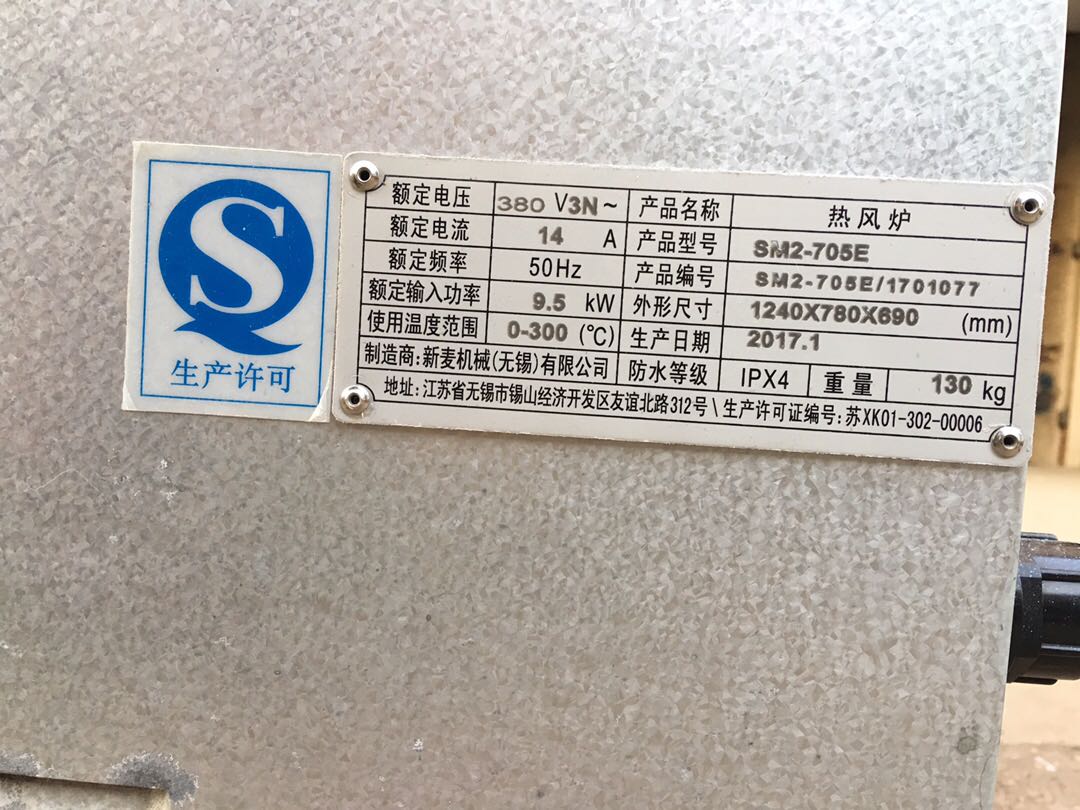 S
生产许可
额定电压 380 V3N~ 产品名称 热风炉
额定电流 14 A 产品型号 SM2-705E
额定频率 50Hz 产品编号 SM2-705E/1701077
额定输入功率 9.5 kW 外形尺寸 1240X780X690 (mm)
使用温度范围 0-300 (℃) 生产日期 2017.1
制造商:新麦机械(无锡)有限公司 防水等级 IPX4 重量 130 kg
地址:江苏省无锡市锡山经济开发区友谊北路312号\生产许可证编号:苏XK01-302-00006